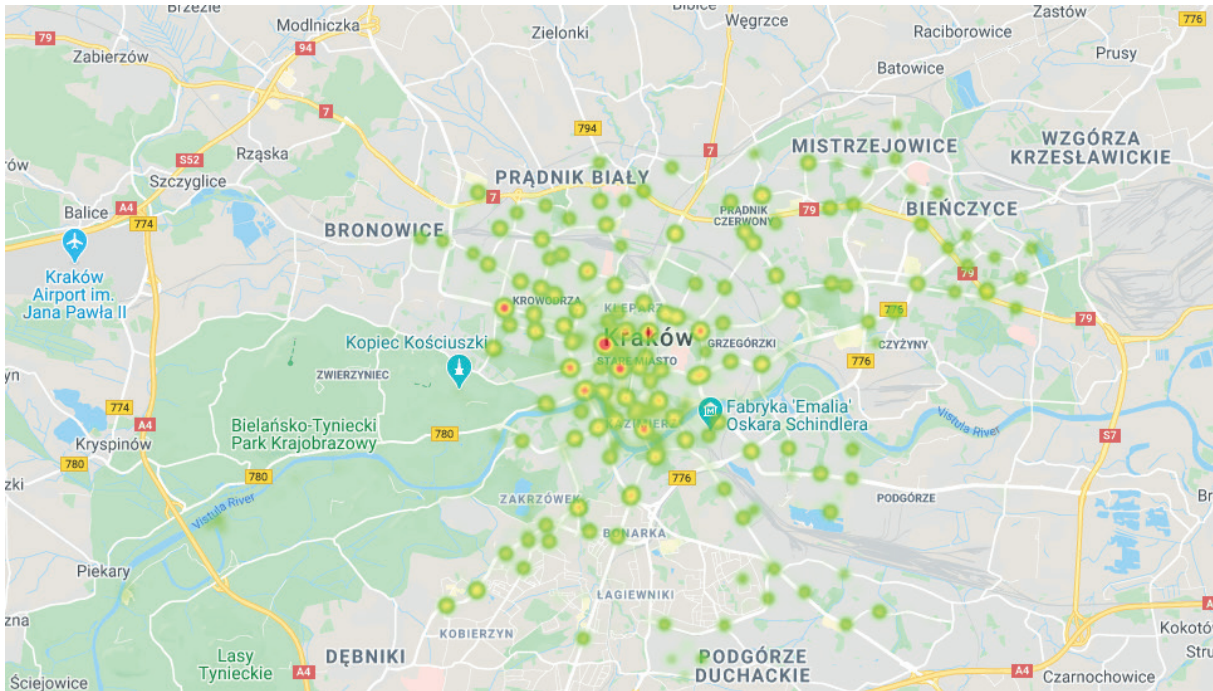 Brzezie
Modlniczka
Bibice
Węgrzce
Zastów
776
79
94
Zielonki
Raciborowice
Prusy
Zabierzów
Batowice
7
794
7
S52
Rząska
Szczyglice
MISTRZEJOWICE
WZGÓRZA
KRZESŁAWICKIE
PRĄDNIK BIAŁY
7
A4
774
Balice
PRĄDNIK
CZERWONY
79
BIEŃCZYCE
BRONOWICE
Kraków
Airport im.
Jana Pawła II
79
KROWODRZA
KLEPARZ
776
79
Kopiec Kościuszki
Kraków
GRZEGÓRZKI
CZYŻYNY
STARE MIASTO
776
ZWIERZYNIEC
774
A4
Bielańsko-Tyniecki
Park Krajobrazowy
780
Fabryka 'Emalia'
Oskara Schindlera
Vistula River
KAZIMIERZ
S7
Kryspinów
780
780
776
ZAKRZÓWEK
PODGÓRZE
Vistula River
BONARKA
Piekary
ŁAGIEWNIKI
KOBIERZYN
Lasy
Tynieckie
DĘBNIKI
PODGÓRZE
DUCHACKIE
A4
A4
Czarnochowice
Ściejowice